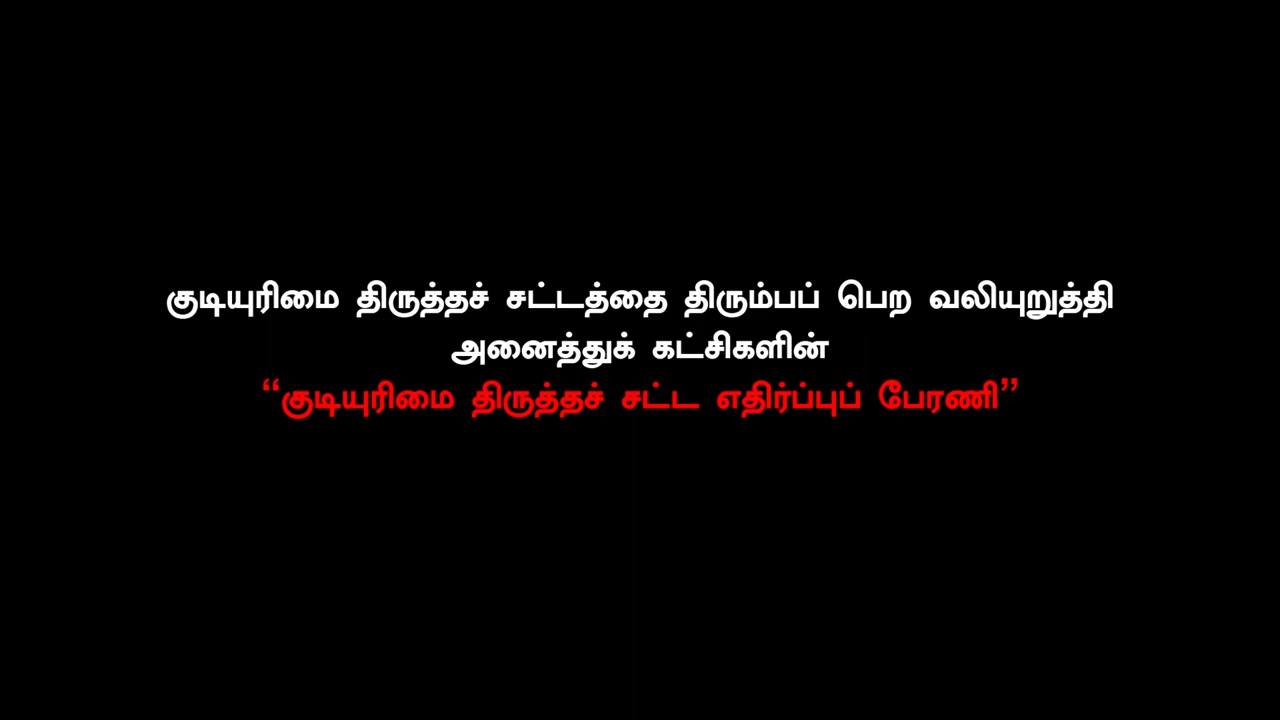 குடியுரிமை திருத்தச் சட்டத்தை திரும்பப் பெற வலியுறுத்தி
அனைத்துக் கட்சிகளின்
“குடியுரிமை திருத்தச் சட்ட எதிர்ப்புப் பேரணி”